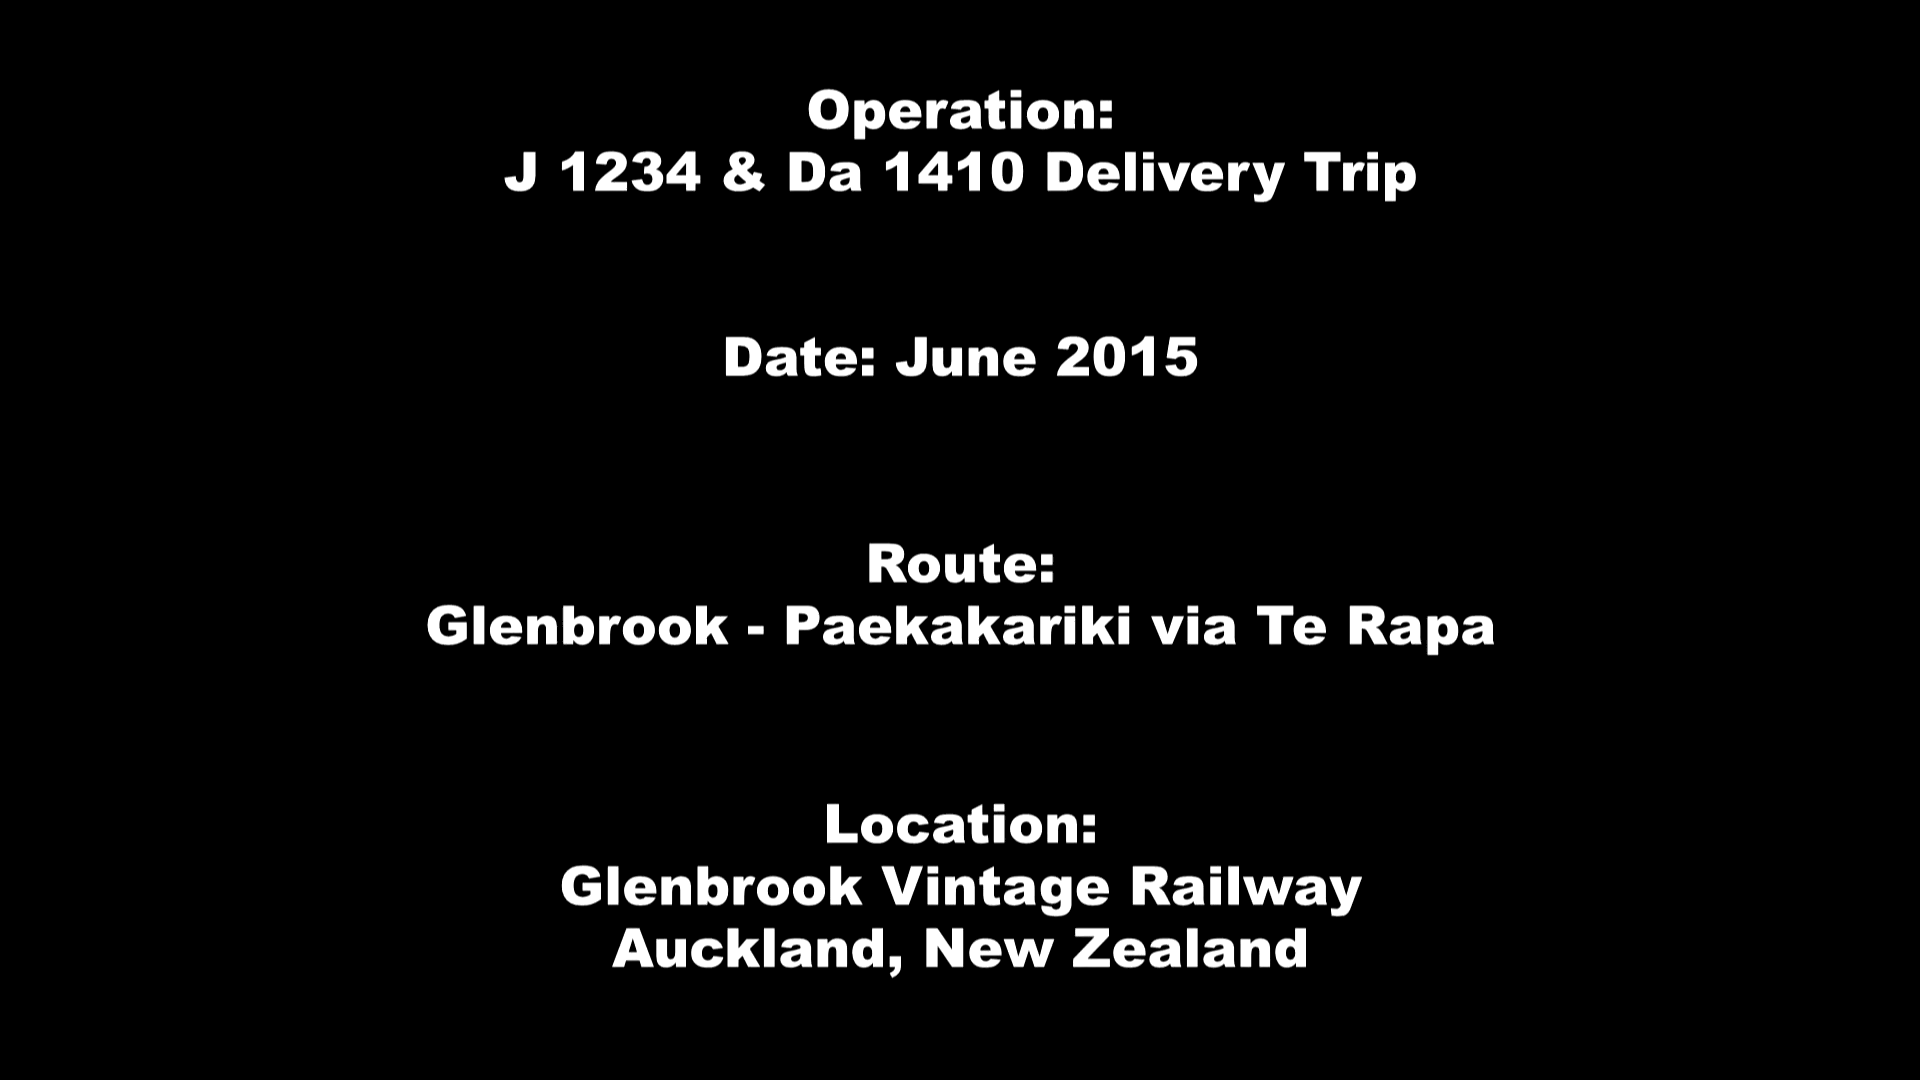 Operation:
J 1234 & Da 1410 Delivery Trip
Date: June 2015
Route:
Glenbrook - Paekakariki via Te Rapa
Location:
Glenbrook Vintage Railway
Auckland, New Zealand